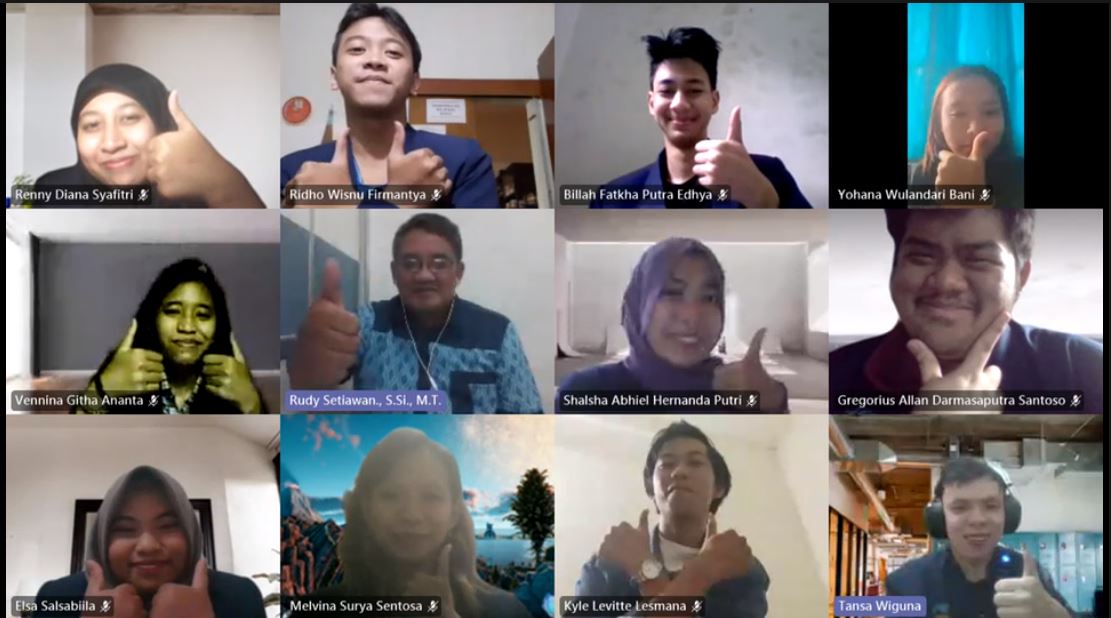 Renny Diana Syafitri
Ridho Wisnu Firmantya
Billah Fatkha Putra Edhya
Yohana Wulandari Bani
Vennina Githa Ananta
Rudy Setiawan., S.Si., M.T.
Shalsha Abhiel Hernanda Putri
Gregorius Allan Darmasaputra Santoso
Elsa Salsabiila
Melvina Surya Sentosa
Kyle Levitte Lesmana
Tansa Wiguna